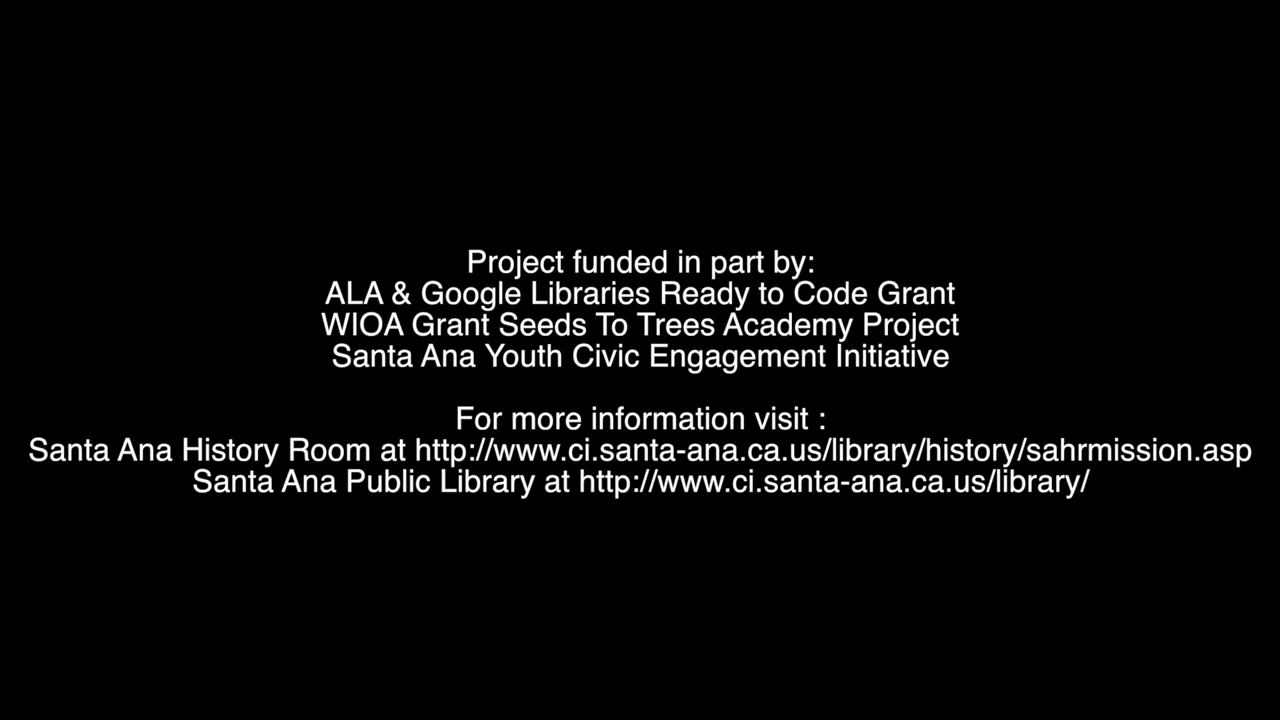 Project funded in part by:
ALA & Google Libraries Ready to Code Grant
WIOA Grant Seeds To Trees Academy Project
Santa Ana Youth Civic Engagement Initiative
For more information visit :
Santa Ana History Room at http://www.ci.santa-ana.ca.us/library/history/sahrmission.asp
Santa Ana Public Library at http://www.ci.santa-ana.ca.us/library/